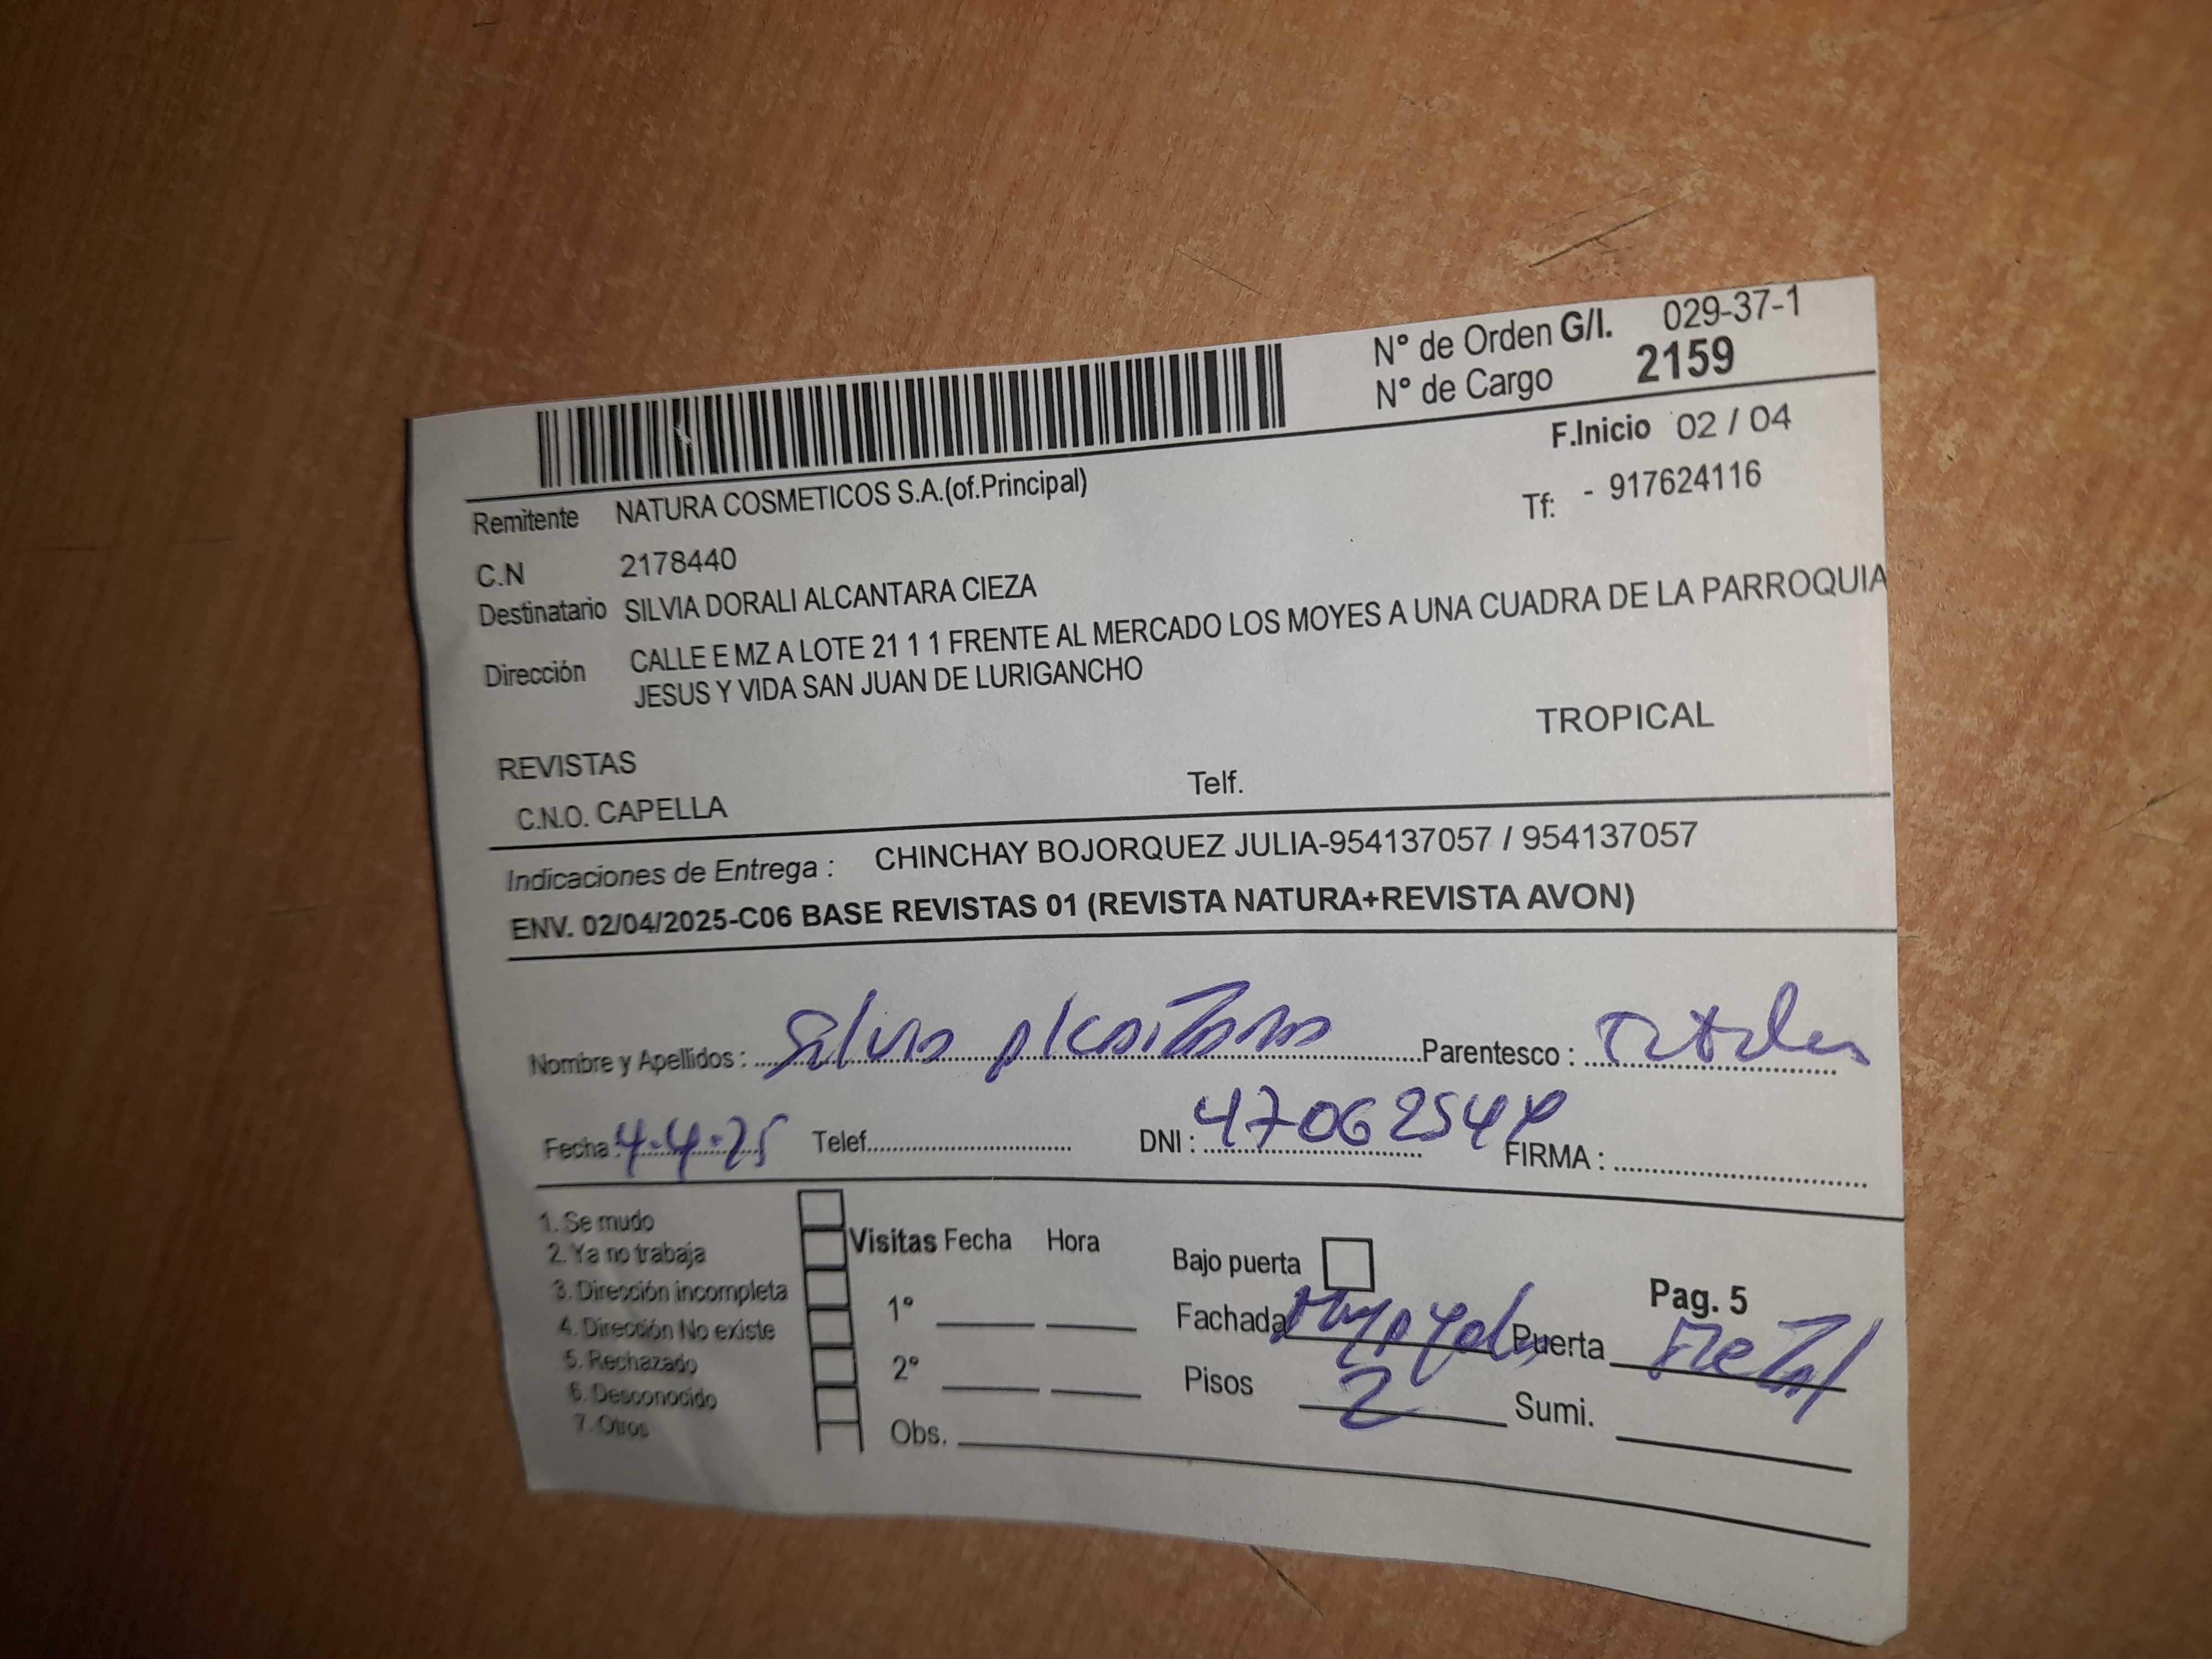 N° de Orden G/I. 029-37-1
N° de Cargo 2159
F.Inicio 02 / 04
Remitente NATURA COSMETICOS S.A.(of.Principal)
Tf: - 917624116
C.N 2178440
Destinatario SILVIA DORALI ALCANTARA CIEZA
Dirección CALLE E MZ A LOTE 21 1 1 FRENTE AL MERCADO LOS MOYES A UNA CUADRA DE LA PARROQUIA
JESUS Y VIDA SAN JUAN DE LURIGANCHO
TROPICAL
REVISTAS
C.N.O. CAPELLA Telf.
Indicaciones de Entrega : CHINCHAY BOJORQUEZ JULIA-954137057 / 954137057
ENV. 02/04/2025-C06 BASE REVISTAS 01 (REVISTA NATURA+REVISTA AVON)
Nombre y Apellidos : Silvia Alcantara Parentesco : Titular
Fecha : 4-4-25 Telef. DNI : FIRMA :
1. Se mudo
2. Ya no trabaja
3. Dirección incompleta
4. Dirección No existe
5. Rechazado
6. Desconocido
7. Otros
Visitas Fecha Hora
1°
2°
Obs.
Bajo puerta
Fachada
Pisos 2
Pag. 5
Puerta Metal
Sumi.